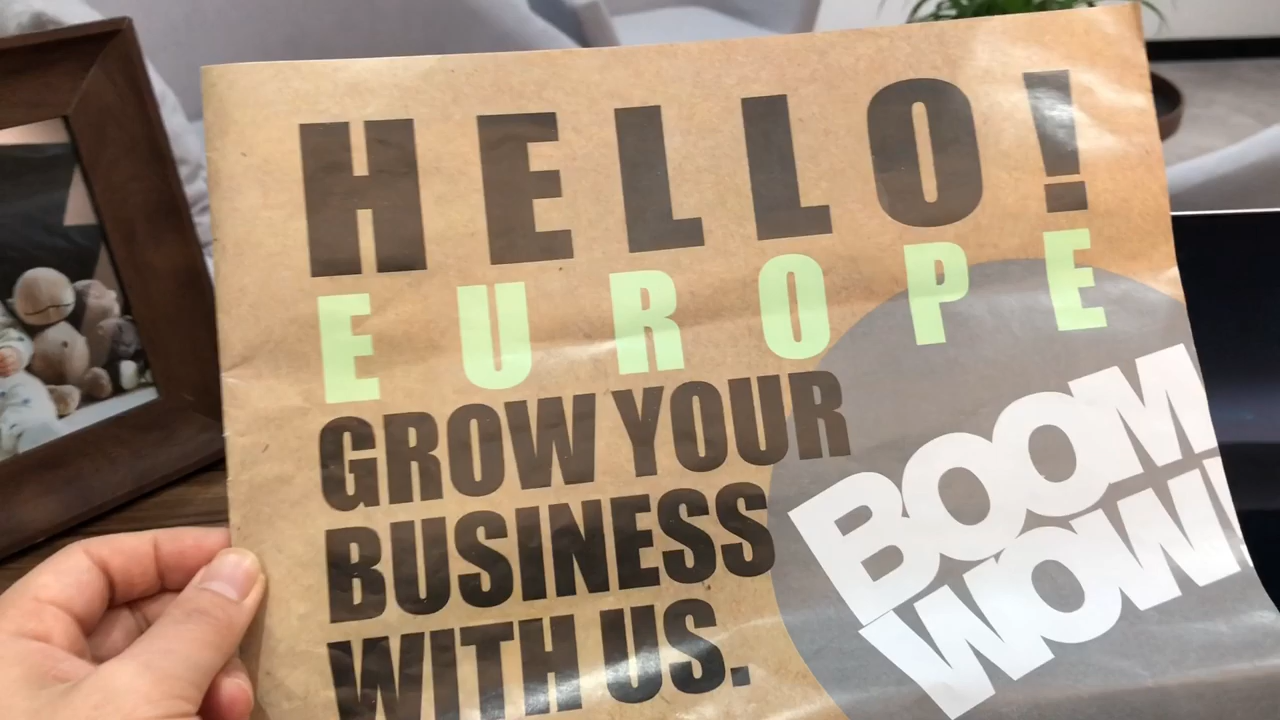 HELLO!
EUROPE
GROW YOUR
BUSINESS
WITH US.
BOOM
WOW!